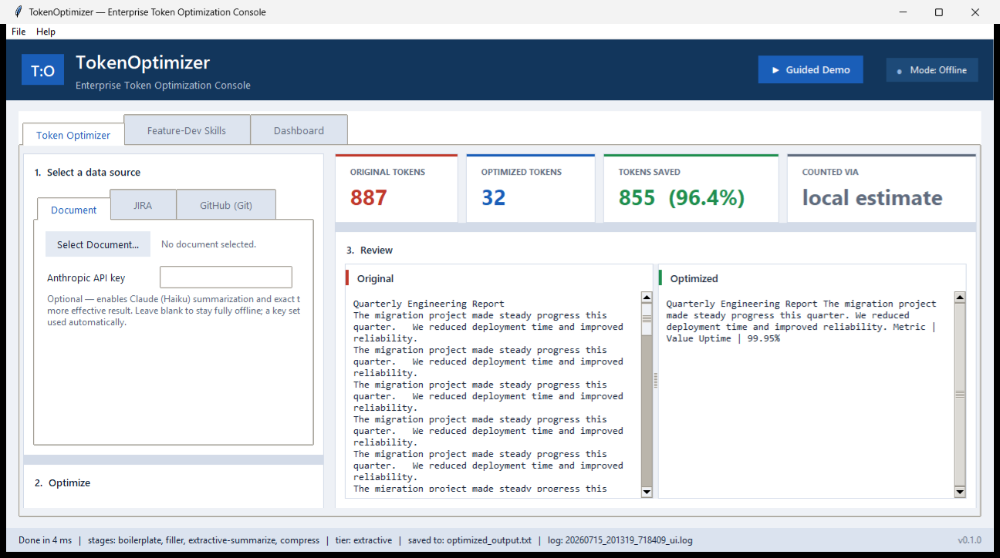 TokenOptimizer — Enterprise Token Optimization Console
File Help
T:O
TokenOptimizer
Enterprise Token Optimization Console
► Guided Demo
● Mode: Offline
Token Optimizer
Feature-Dev Skills
Dashboard
1. Select a data source
Document
JIRA
GitHub (Git)
Select Document...
No document selected.
Anthropic API key
Optional — enables Claude (Haiku) summarization and exact t
more effective result. Leave blank to stay fully offline; a key set
used automatically.
2. Optimize
ORIGINAL TOKENS
887
OPTIMIZED TOKENS
32
TOKENS SAVED
855 (96.4%)
COUNTED VIA
local estimate
3. Review
Original
Quarterly Engineering Report
The migration project made steady progress this
quarter.   We reduced deployment time and improved
reliability.
The migration project made steady progress this
quarter.   We reduced deployment time and improved
reliability.
The migration project made steady progress this
quarter.   We reduced deployment time and improved
reliability.
The migration project made steady progress this
quarter.   We reduced deployment time and improved
reliability.
The migration project made steady progress this
quarter.   We reduced deployment time and improved
reliability.
The migration project made steady progress this
Optimized
Quarterly Engineering Report The migration project
made steady progress this quarter. We reduced
deployment time and improved reliability. Metric |
Value Uptime | 99.95%
Done in 4 ms | stages: boilerplate, filler, extractive-summarize, compress | tier: extractive | saved to: optimized_output.txt | log: 20260715_201319_718409_ui.log
v0.1.0